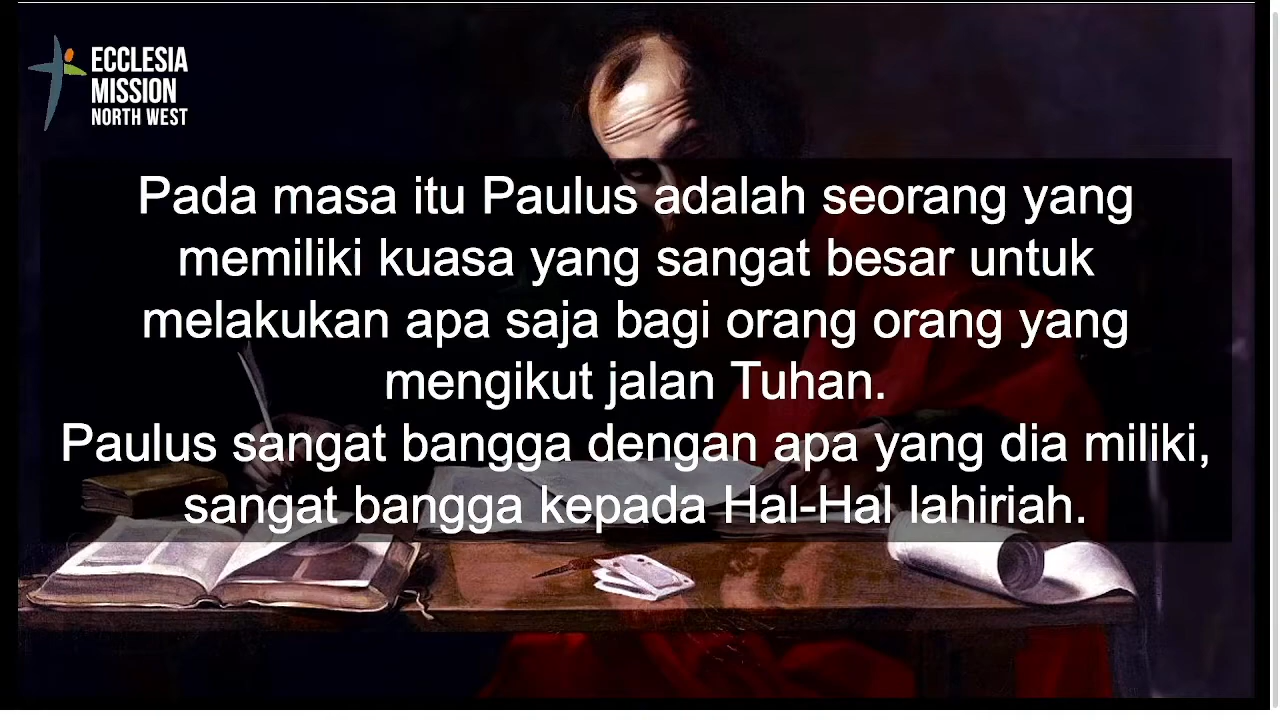 ECCLESIA
MISSION
NORTH WEST
Pada masa itu Paulus adalah seorang yang
memiliki kuasa yang sangat besar untuk
melakukan apa saja bagi orang orang yang
mengikut jalan Tuhan.
Paulus sangat bangga dengan apa yang dia miliki,
sangat bangga kepada Hal-Hal lahiriah.